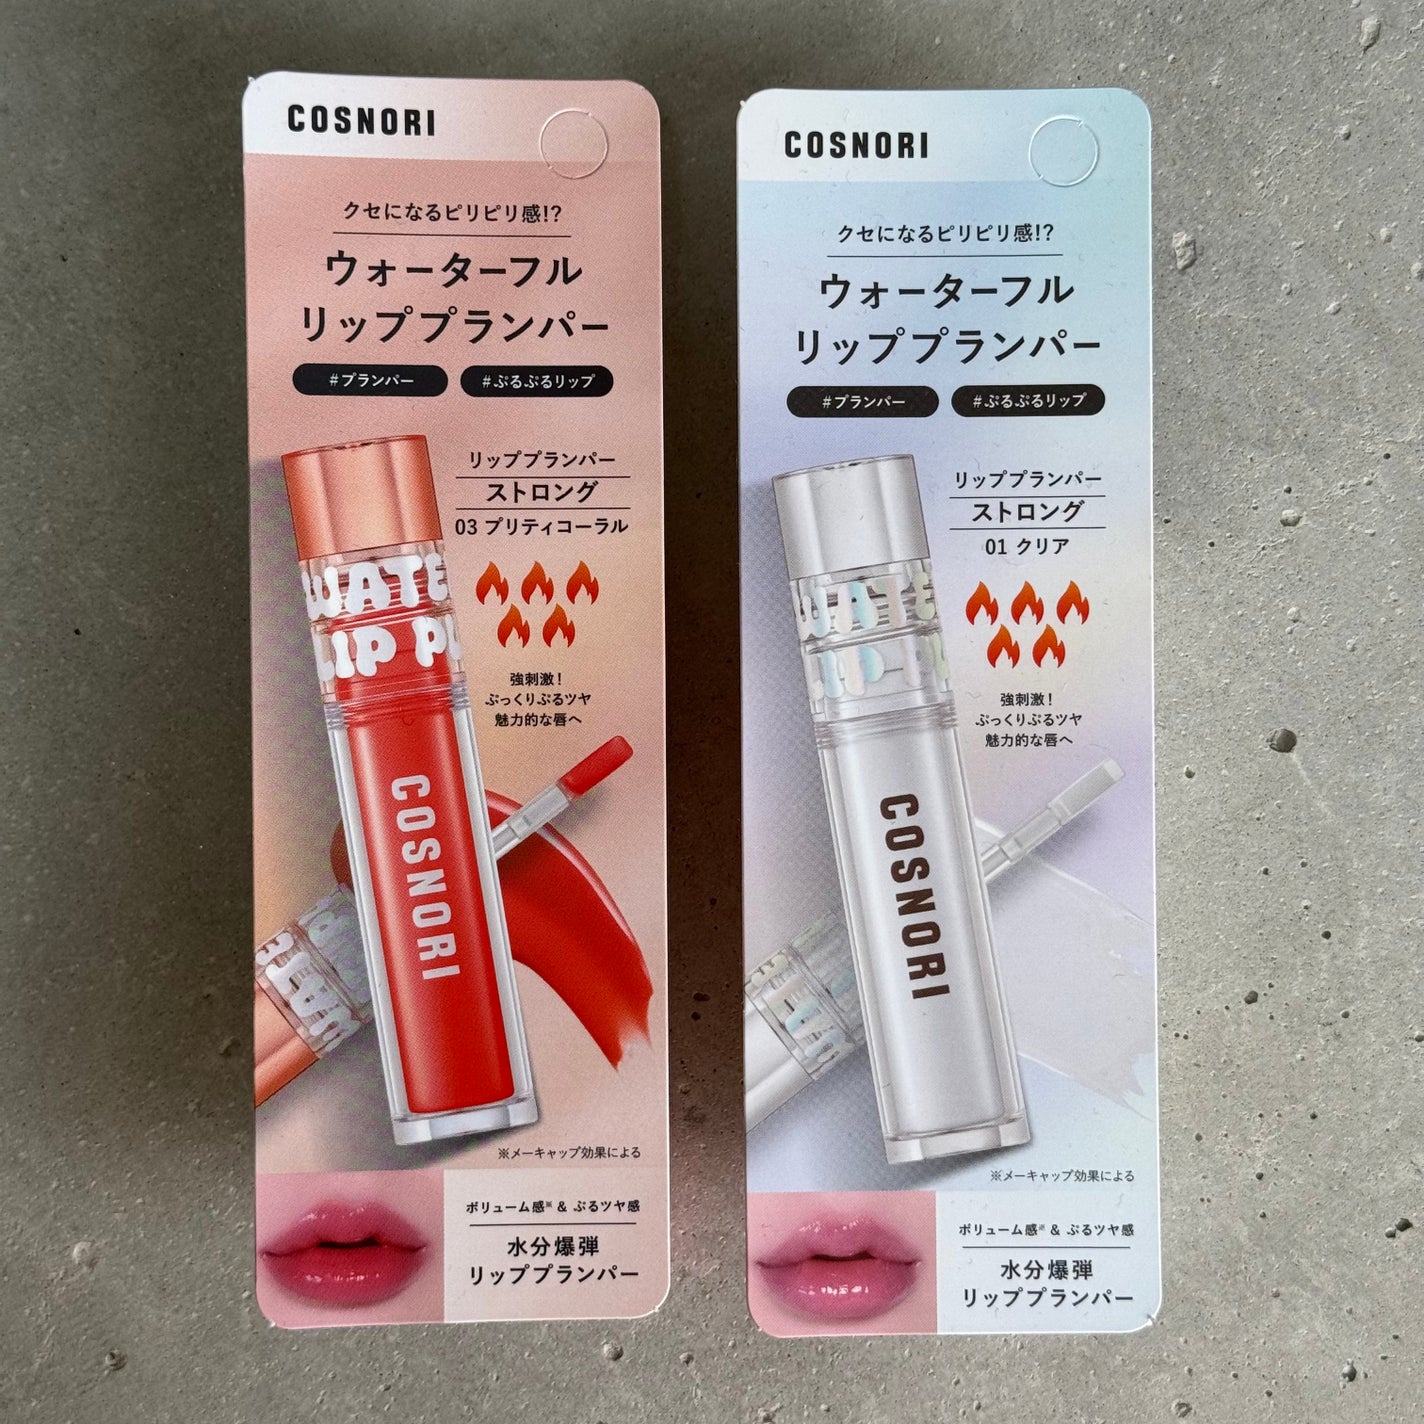 COSNORI
クセになるピリピリ感!?
ウォーターフル
リッププランパー
#プランパー #ぷるぷるリップ
リッププランパー
ストロング
03 プリティコーラル
WATE
LIP PL
強刺激!
ぷっくりぷるツヤ
魅力的な唇へ
COSNORI
※メーキャップ効果による
ボリューム感※ & ぷるツヤ感
水分爆弾
リッププランパー
COSNORI
クセになるピリピリ感!?
ウォーターフル
リッププランパー
#プランパー #ぷるぷるリップ
リッププランパー
ストロング
01 クリア
WATE
LIP PL
強刺激!
ぷっくりぷるツヤ
魅力的な唇へ
COSNORI
※メーキャップ効果による
ボリューム感※ & ぷるツヤ感
水分爆弾
リッププランパー